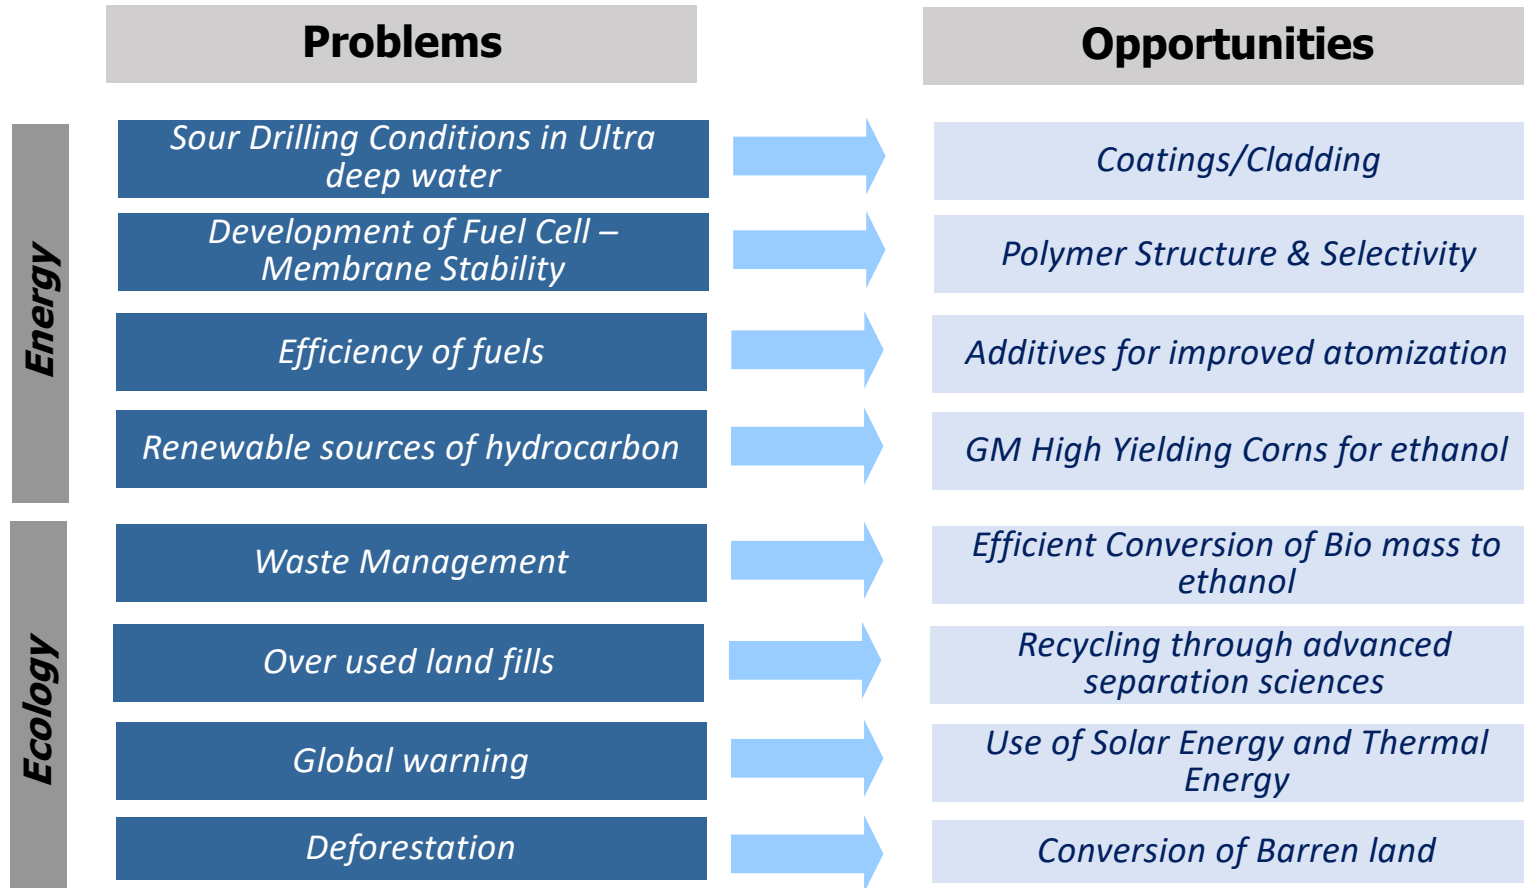 Problems
Opportunities
Energy
Sour Drilling Conditions in Ultra
deep water
Coatings/Cladding
Development of Fuel Cell –
Membrane Stability
Polymer Structure & Selectivity
Efficiency of fuels
Additives for improved atomization
Renewable sources of hydrocarbon
GM High Yielding Corns for ethanol
Ecology
Waste Management
Efficient Conversion of Bio mass to
ethanol
Over used land fills
Recycling through advanced
separation sciences
Global warning
Use of Solar Energy and Thermal
Energy
Deforestation
Conversion of Barren land